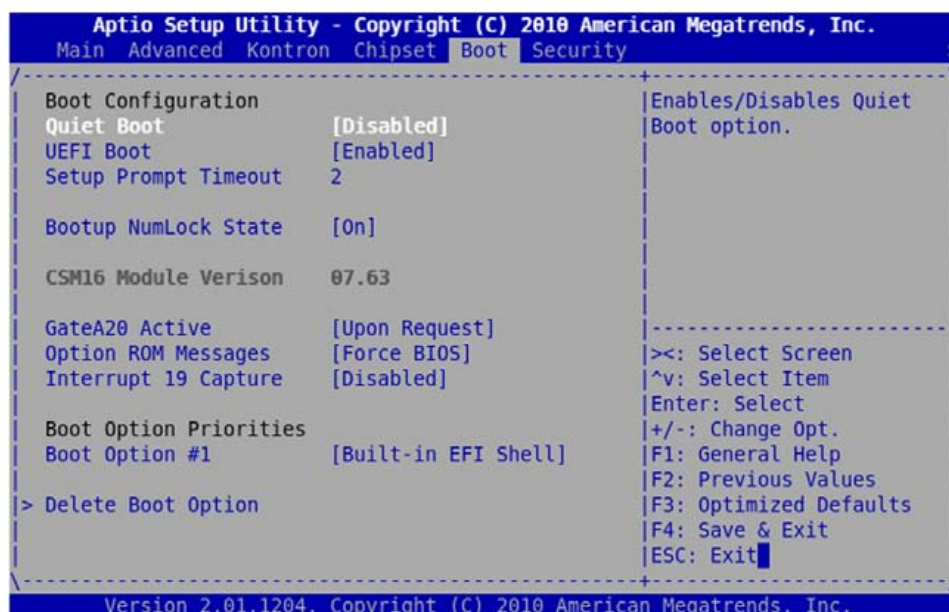 Aptio Setup Utility - Copyright (C) 2010 American Megatrends, Inc.
Main Advanced Kontron Chipset Boot Security
Boot Configuration
Quiet Boot [Disabled]
UEFI Boot [Enabled]
Setup Prompt Timeout 2
Bootup NumLock State [On]
CSM16 Module Verison 07.63
GateA20 Active [Upon Request]
Option ROM Messages [Force BIOS]
Interrupt 19 Capture [Disabled]
Boot Option Priorities
Boot Option #1 [Built-in EFI Shell]
> Delete Boot Option
Enables/Disables Quiet
Boot option.
><: Select Screen
^v: Select Item
Enter: Select
+/-: Change Opt.
F1: General Help
F2: Previous Values
F3: Optimized Defaults
F4: Save & Exit
ESC: Exit
Version 2.01.1204. Copyright (C) 2010 American Megatrends, Inc.